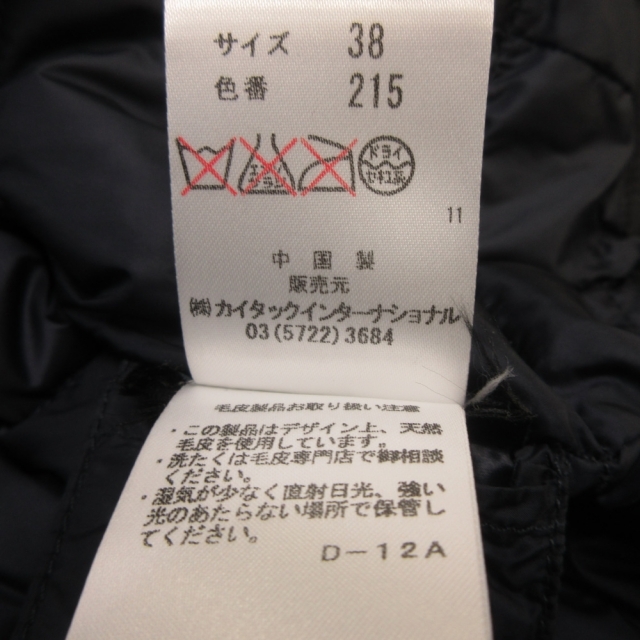 サイズ 38
色番 215
エンソ
サラシ
ドライ
セキユ系
11
中国製
販売元
㈱カイタックインターナショナル
03(5722)3684
毛皮製品お取り扱い注意
・この製品はデザイン上、天然
毛皮を使用しています。
・洗たくは毛皮専門店で御相談
ください。
・湿気が少なく直射日光、強い
光のあたらない場所で保管し
てください。
D-12A